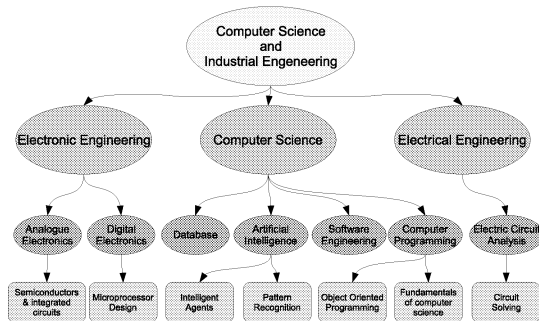 Computer Science
and
Industrial Engeneering
Electronic Engineering
Computer Science
Electrical Engineering
Analogue
Electronics
Digital
Electronics
Database
Artificial
Intelligence
Software
Engineering
Computer
Programming
Electric Circuit
Analysis
Semiconductors
& integrated
circuits
Microprocessor
Design
Intelligent
Agents
Pattern
Recognition
Object Oriented
Programming
Fundamentals
of computer
science
Circuit
Solving